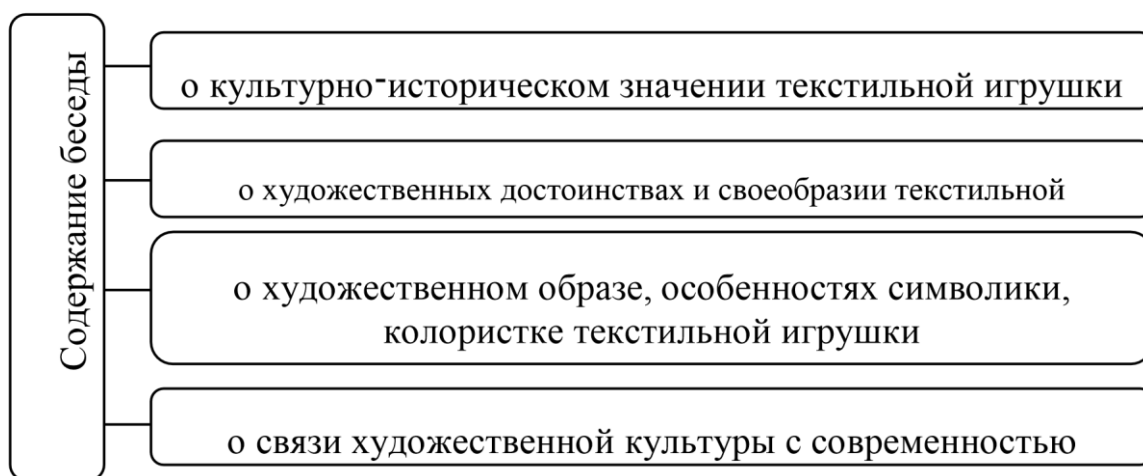 Содержание беседы
о культурно-историческом значении текстильной игрушки
о художественных достоинствах и своеобразии текстильной
о художественном образе, особенностях символики,
колористке текстильной игрушки
о связи художественной культуры с современностью